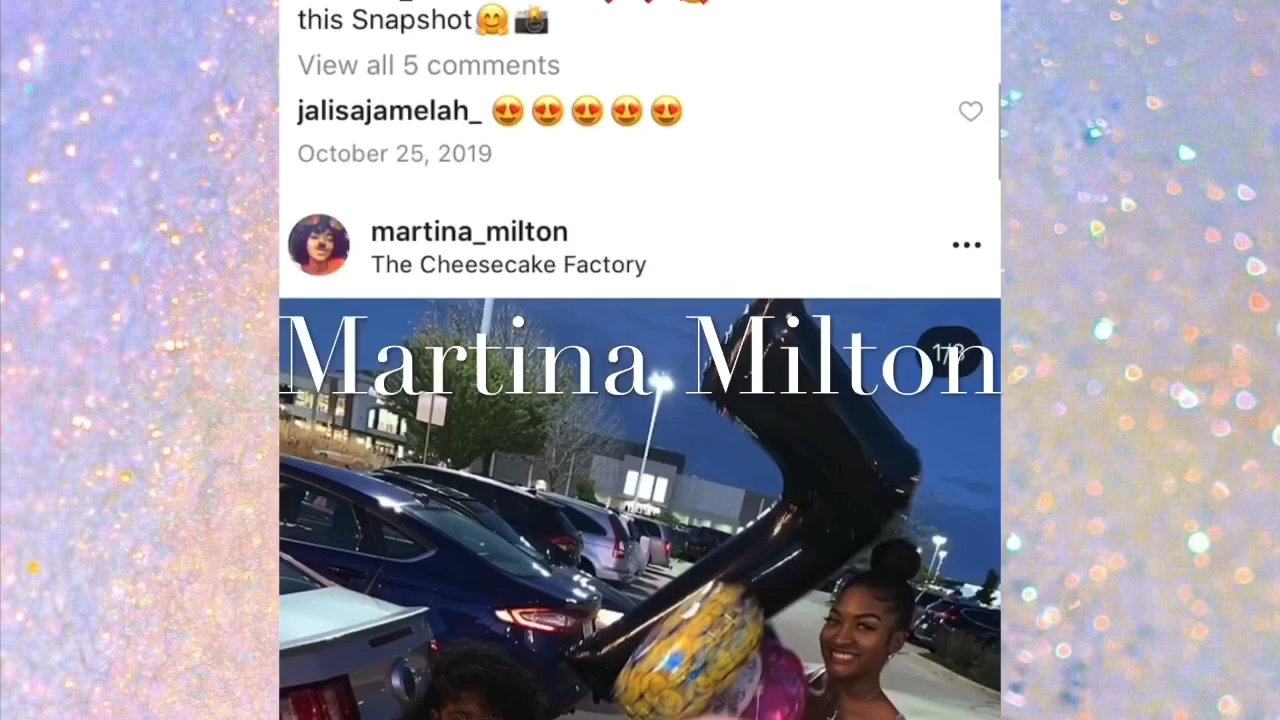 this Snapshot🤗📸
View all 5 comments
jalisajamelah_ 😍😍😍😍😍
October 25, 2019
martina_milton
The Cheesecake Factory
Martina Milton